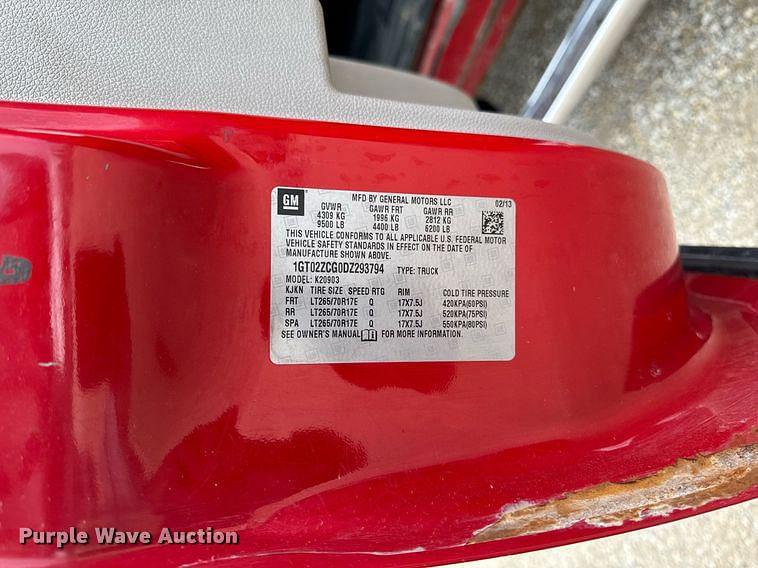 GM
MFD BY GENERAL MOTORS LLC 02/13
GVWR GAWR FRT GAWR RR
4309 KG 1996 KG 2812 KG
9500 LB 4400 LB 6200 LB
THIS VEHICLE CONFORMS TO ALL APPLICABLE U.S. FEDERAL MOTOR
VEHICLE SAFETY STANDARDS IN EFFECT ON THE DATE OF
MANUFACTURE SHOWN ABOVE.
1GT02ZCG0DZ293794 TYPE: TRUCK
MODEL: K20903
KJKN TIRE SIZE SPEED RTG RIM COLD TIRE PRESSURE
FRT LT265/70R17E Q 17X7.5J 420KPA(60PSI)
RR LT265/70R17E Q 17X7.5J 520KPA(75PSI)
SPA LT265/70R17E Q 17X7.5J 550KPA(80PSI)
SEE OWNER'S MANUAL FOR MORE INFORMATION.
Purple Wave Auction